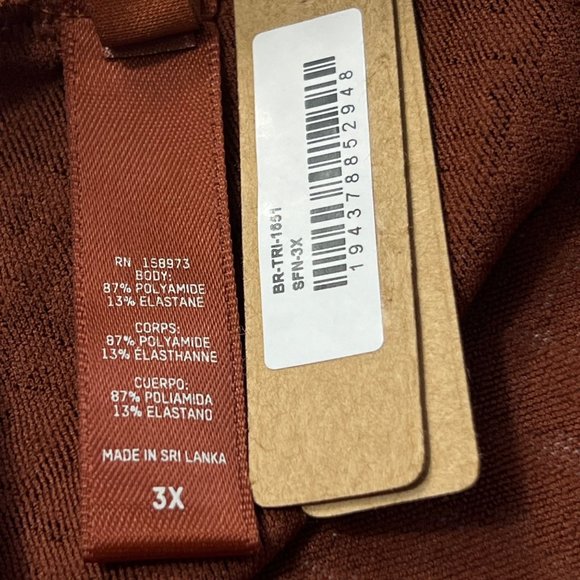 RN 158973
BODY:
87% POLYAMIDE
13% ELASTANE
CORPS:
87% POLYAMIDE
13% ÉLASTHANNE
CUERPO:
87% POLIAMIDA
13% ELASTANO
MADE IN SRI LANKA
3X
BR-TRI-1651
SFN-3X
194378852948